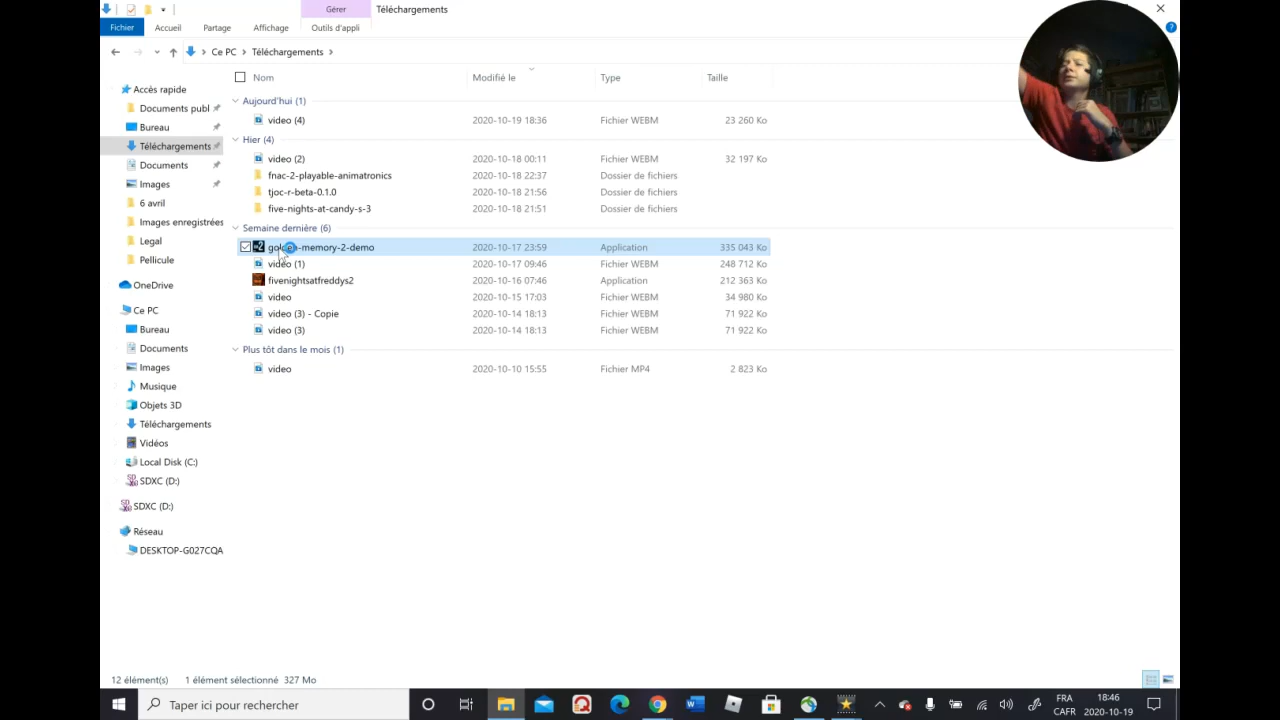 Gérer
Téléchargements
Fichier
Accueil
Partage
Affichage
Outils d'appli
Ce PC
Téléchargements
Nom
Modifié le
Type
Taille
Accès rapide
Documents publ
Bureau
Téléchargements
Documents
Images
6 avril
Images enregistrées
Legal
Pellicule
OneDrive
Ce PC
Bureau
Documents
Images
Musique
Objets 3D
Téléchargements
Vidéos
Local Disk (C:)
SDXC (D:)
SDXC (D:)
Réseau
DESKTOP-G027CQA
Aujourd'hui (1)
video (4) 2020-10-19 18:36 Fichier WEBM 23 260 Ko
Hier (4)
video (2) 2020-10-18 00:11 Fichier WEBM 32 197 Ko
fnac-2-playable-animatronics 2020-10-18 22:37 Dossier de fichiers
tjoc-r-beta-0.1.0 2020-10-18 21:56 Dossier de fichiers
five-nights-at-candy-s-3 2020-10-18 21:51 Dossier de fichiers
Semaine dernière (6)
golden-memory-2-demo 2020-10-17 23:59 Application 335 043 Ko
video (1) 2020-10-17 09:46 Fichier WEBM 248 712 Ko
fivenightsatfreddys2 2020-10-16 07:46 Application 212 363 Ko
video 2020-10-15 17:03 Fichier WEBM 34 980 Ko
video (3) - Copie 2020-10-14 18:13 Fichier WEBM 71 922 Ko
video (3) 2020-10-14 18:13 Fichier WEBM 71 922 Ko
Plus tôt dans le mois (1)
video 2020-10-10 15:55 Fichier MP4 2 823 Ko
12 élément(s) 1 élément sélectionné 327 Mo
Taper ici pour rechercher
FRA
CAFR
18:46
2020-10-19